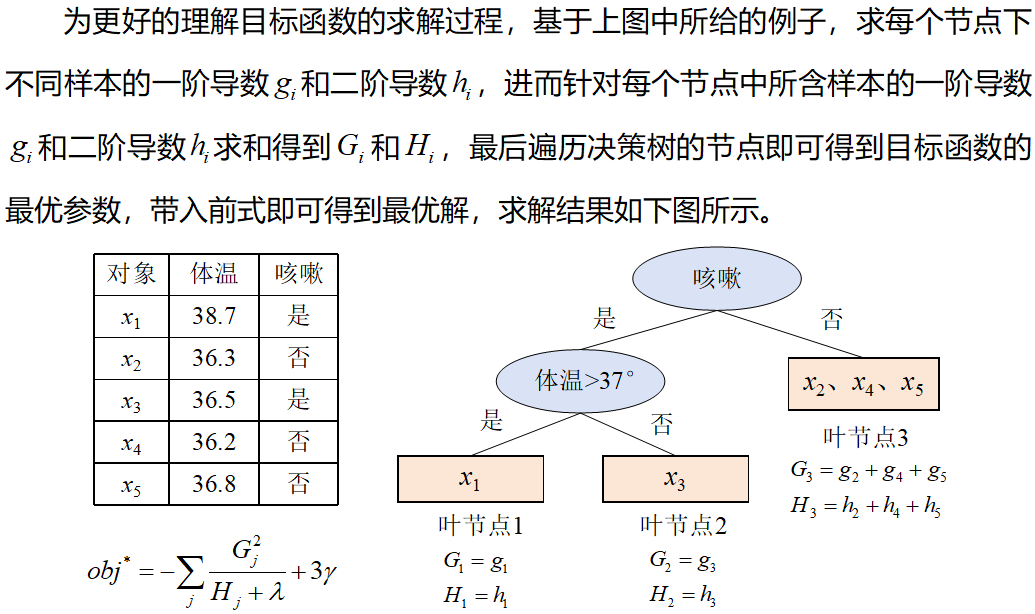 为更好的理解目标函数的求解过程，基于上图中所给的例子，求每个节点下
不同样本的一阶导数 gᵢ 和二阶导数 hᵢ，进而针对每个节点中所含样本的一阶导数
gᵢ 和二阶导数 hᵢ 求和得到 Gᵢ 和 Hᵢ，最后遍历决策树的节点即可得到目标函数的
最优参数，带入前式即可得到最优解，求解结果如下图所示。
对象 体温 咳嗽
x₁ 38.7 是
x₂ 36.3 否
x₃ 36.5 是
x₄ 36.2 否
x₅ 36.8 否
obj* = -∑_j G_j^2 / (H_j + λ) + 3γ
咳嗽
是 否
体温>37°
x₂、x₄、x₅
叶节点3
G₃ = g₂ + g₄ + g₅
H₃ = h₂ + h₄ + h₅
是 否
x₁
叶节点1
G₁ = g₁
H₁ = h₁
x₃
叶节点2
G₂ = g₃
H₂ = h₃